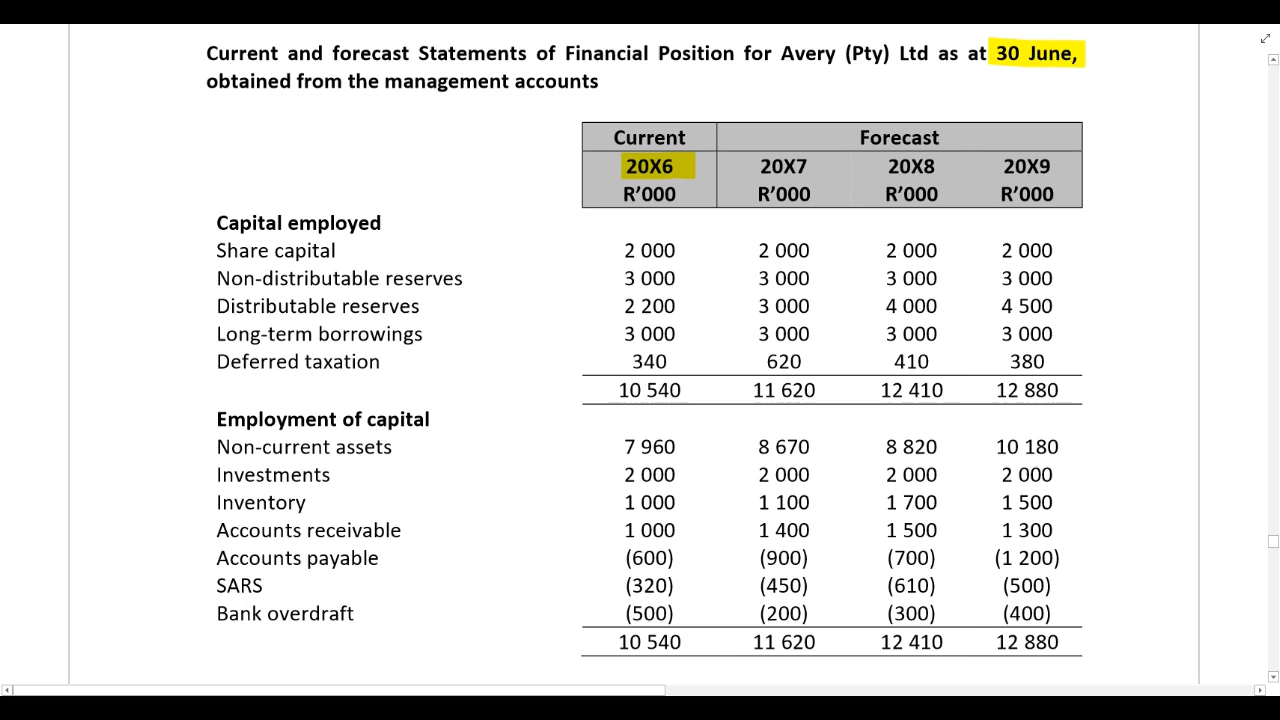 Current and forecast Statements of Financial Position for Avery (Pty) Ltd as at 30 June,
obtained from the management accounts
Current Forecast
20X6 20X7 20X8 20X9
R’000 R’000 R’000 R’000
Capital employed
Share capital 2 000 2 000 2 000 2 000
Non-distributable reserves 3 000 3 000 3 000 3 000
Distributable reserves 2 200 3 000 4 000 4 500
Long-term borrowings 3 000 3 000 3 000 3 000
Deferred taxation 340 620 410 380
10 540 11 620 12 410 12 880
Employment of capital
Non-current assets 7 960 8 670 8 820 10 180
Investments 2 000 2 000 2 000 2 000
Inventory 1 000 1 100 1 700 1 500
Accounts receivable 1 000 1 400 1 500 1 300
Accounts payable (600) (900) (700) (1 200)
SARS (320) (450) (610) (500)
Bank overdraft (500) (200) (300) (400)
10 540 11 620 12 410 12 880